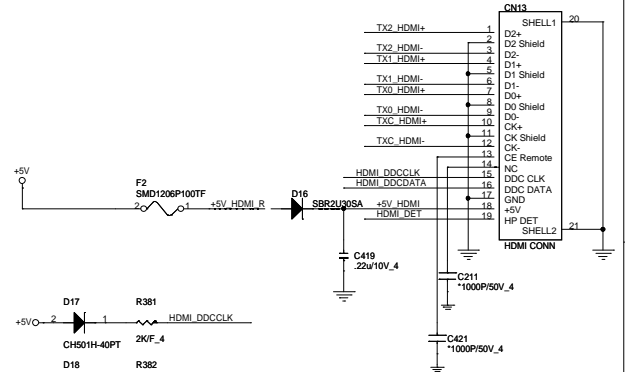 CN13
SHELL1 20
TX2_HDMI+ 1 D2+
2 D2 Shield
TX2_HDMI- 3 D2-
TX1_HDMI+ 4 D1+
5 D1 Shield
TX1_HDMI- 6 D1-
TX0_HDMI+ 7 D0+
8 D0 Shield
TX0_HDMI- 9 D0-
TXC_HDMI+ 10 CK+
11 CK Shield
TXC_HDMI- 12 CK-
13 CE Remote
14 NC
HDMI_DDCCLK 15 DDC CLK
HDMI_DDCDATA 16 DDC DATA
17 GND
+5V_HDMI 18 +5V
HDMI_DET 19 HP DET
SHELL2 21
HDMI CONN
+5V
F2
SMD1206P100TF
2 1
+5V_HDMI_R
D16
SBR2U30SA
C419
.22u/10V_4
C211
*1000P/50V_4
C421
*1000P/50V_4
D17 R381
+5V 2 1 HDMI_DDCCLK
CH501H-40PT 2K/F_4
D18 R382